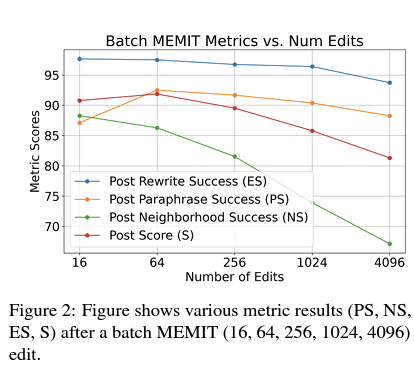 Batch MEMIT Metrics vs. Num Edits
Metric Scores
95
90
85
80
75
70
Post Rewrite Success (ES)
Post Paraphrase Success (PS)
Post Neighborhood Success (NS)
Post Score (S)
16 64 256 1024 4096
Number of Edits
Figure 2: Figure shows various metric results (PS, NS,
ES, S) after a batch MEMIT (16, 64, 256, 1024, 4096)
edit.